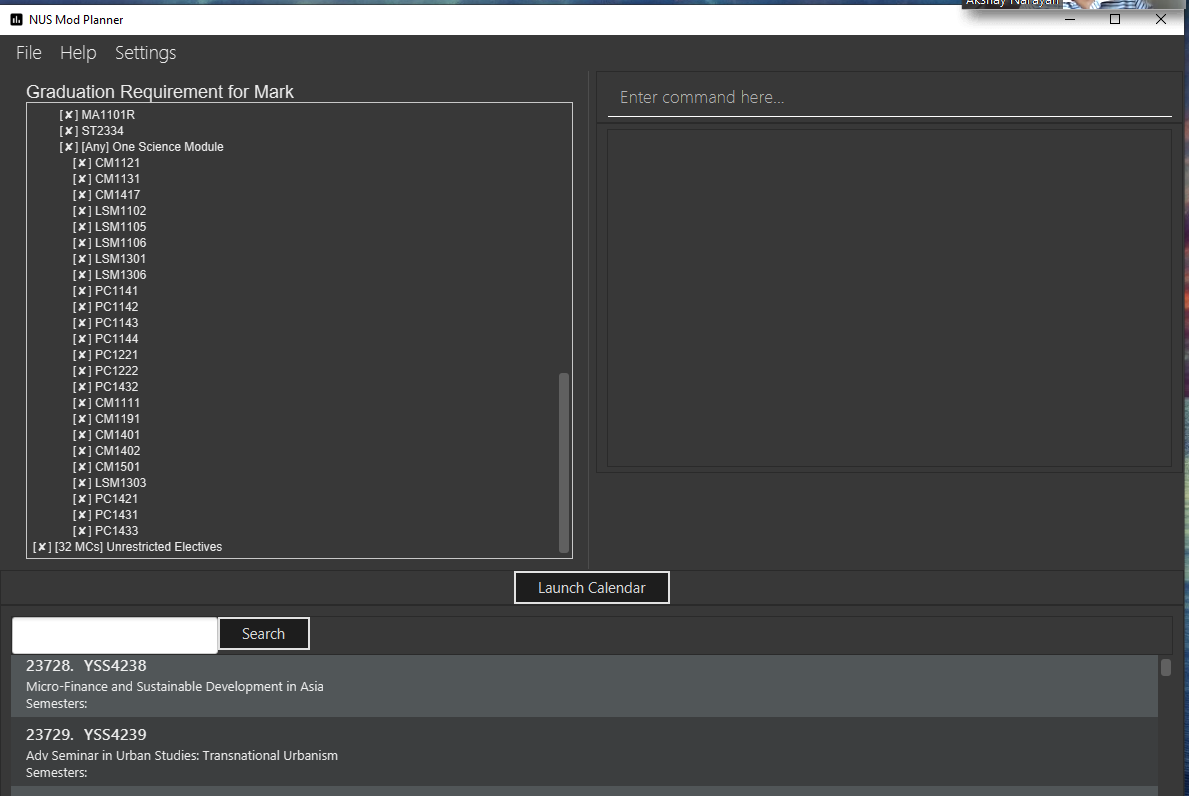 Akshay Narayan
NUS Mod Planner
File Help Settings
Graduation Requirement for Mark
[✘] MA1101R
[✘] ST2334
[✘] [Any] One Science Module
[✘] CM1121
[✘] CM1131
[✘] CM1417
[✘] LSM1102
[✘] LSM1105
[✘] LSM1106
[✘] LSM1301
[✘] LSM1306
[✘] PC1141
[✘] PC1142
[✘] PC1143
[✘] PC1144
[✘] PC1221
[✘] PC1222
[✘] PC1432
[✘] CM1111
[✘] CM1191
[✘] CM1401
[✘] CM1402
[✘] CM1501
[✘] LSM1303
[✘] PC1421
[✘] PC1431
[✘] PC1433
[✘] [32 MCs] Unrestricted Electives
Enter command here...
Launch Calendar
Search
23728. YSS4238
Micro-Finance and Sustainable Development in Asia
Semesters:
23729. YSS4239
Adv Seminar in Urban Studies: Transnational Urbanism
Semesters: